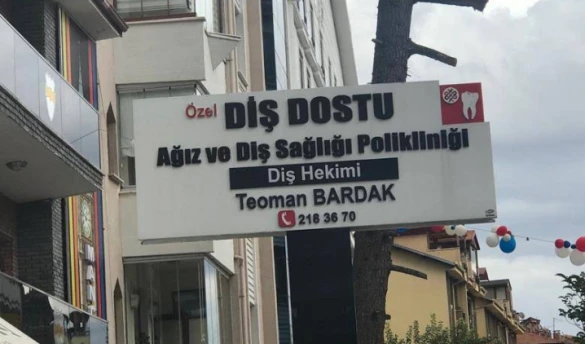 Özel DİŞ DOSTU
Ağız ve Diş Sağlığı Polikliniği
Diş Hekimi
Teoman BARDAK
216 36 70